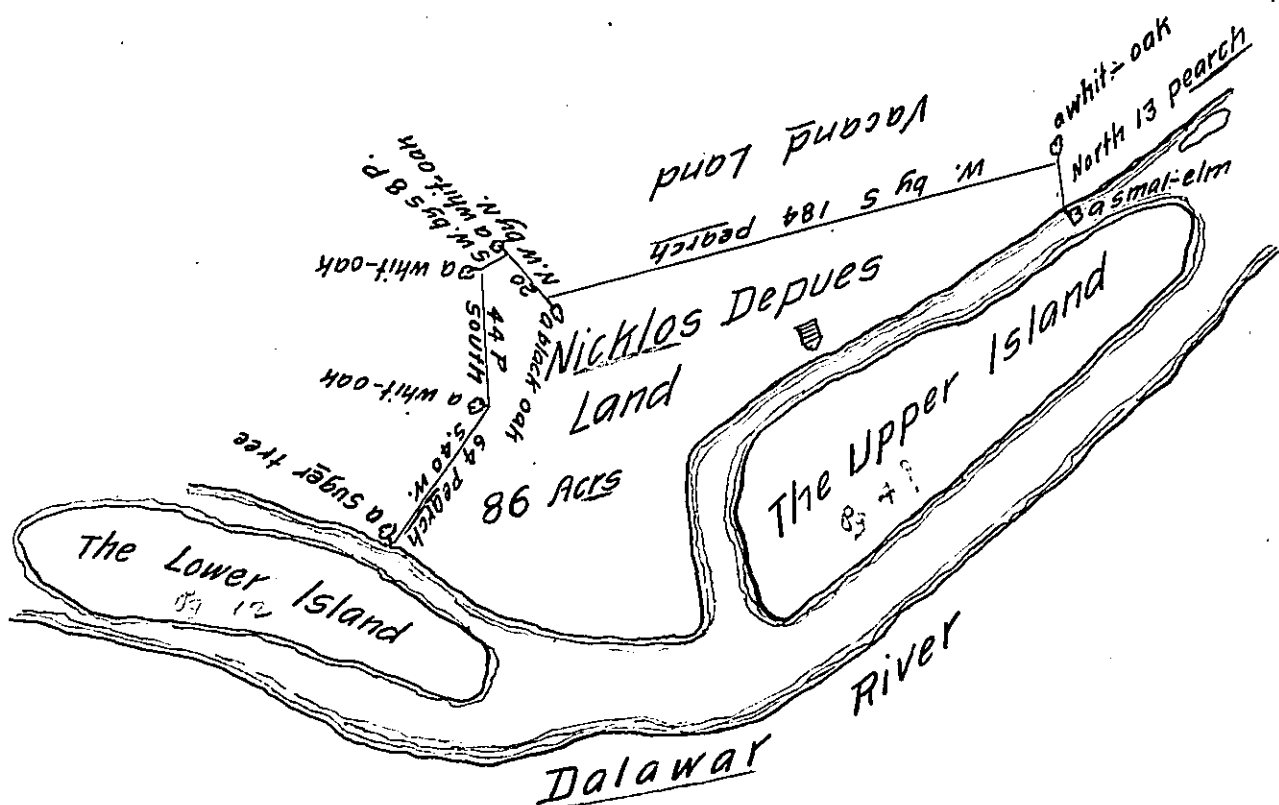 a whit-oak
North 13 pearch
a smal-elm
Vacand Land
W. by S 184 pearch
N.W by N. 20
a whit-oak
S W. by S 8 P.
a whit-oak
44 P
South
a whit-oak
a black oak
64 pearch
S.40 W.
a suger tree
Nicklos Depues
Land
86 Acrs
The Upper Island
The Lower Island
Dalawar
River